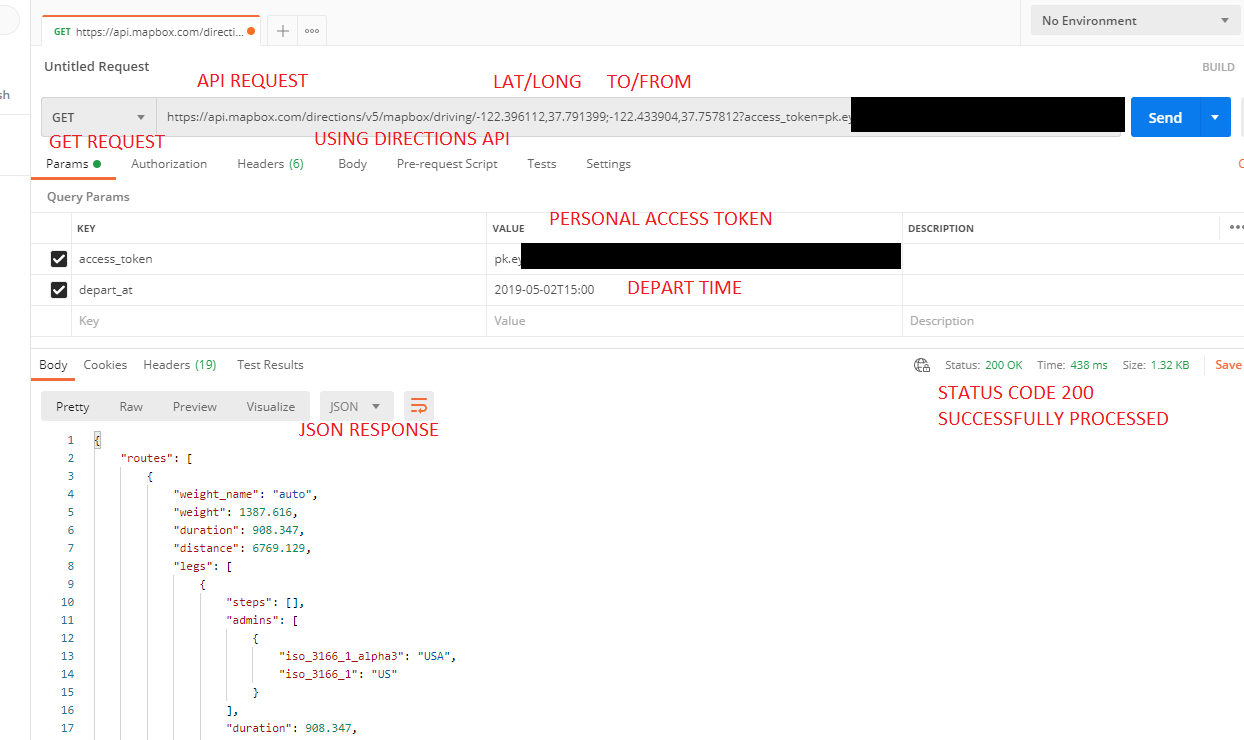 GET https://api.mapbox.com/directi... + ooo No Environment
Untitled Request BUILD
API REQUEST LAT/LONG TO/FROM
sh
GET https://api.mapbox.com/directions/v5/mapbox/driving/-122.396112,37.791399;-122.433904,37.757812?access_token=pk.ey Send
GET REQUEST USING DIRECTIONS API
Params Authorization Headers (6) Body Pre-request Script Tests Settings C
Query Params
PERSONAL ACCESS TOKEN
KEY VALUE DESCRIPTION
access_token pk.ey
depart_at 2019-05-02T15:00 DEPART TIME
Key Value Description
Body Cookies Headers (19) Test Results Status: 200 OK Time: 438 ms Size: 1.32 KB Save
STATUS CODE 200
SUCCESSFULLY PROCESSED
Pretty Raw Preview Visualize JSON
JSON RESPONSE
1 {
2 "routes": [
3 {
4 "weight_name": "auto",
5 "weight": 1387.616,
6 "duration": 908.347,
7 "distance": 6769.129,
8 "legs": [
9 {
10 "steps": [],
11 "admins": [
12 {
13 "iso_3166_1_alpha3": "USA",
14 "iso_3166_1": "US"
15 }
16 ],
17 "duration": 908.347,